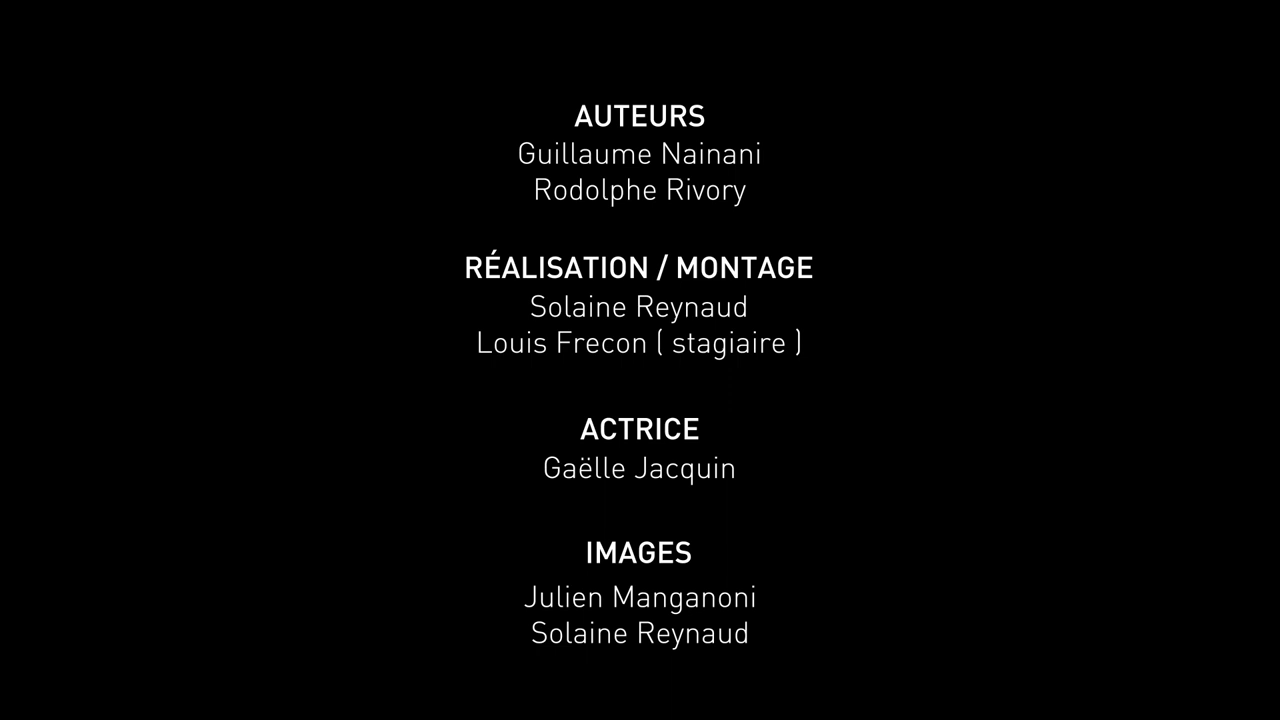 AUTEURS
Guillaume Nainani
Rodolphe Rivory
RÉALISATION / MONTAGE
Solaine Reynaud
Louis Frecon ( stagiaire )
ACTRICE
Gaëlle Jacquin
IMAGES
Julien Manganoni
Solaine Reynaud